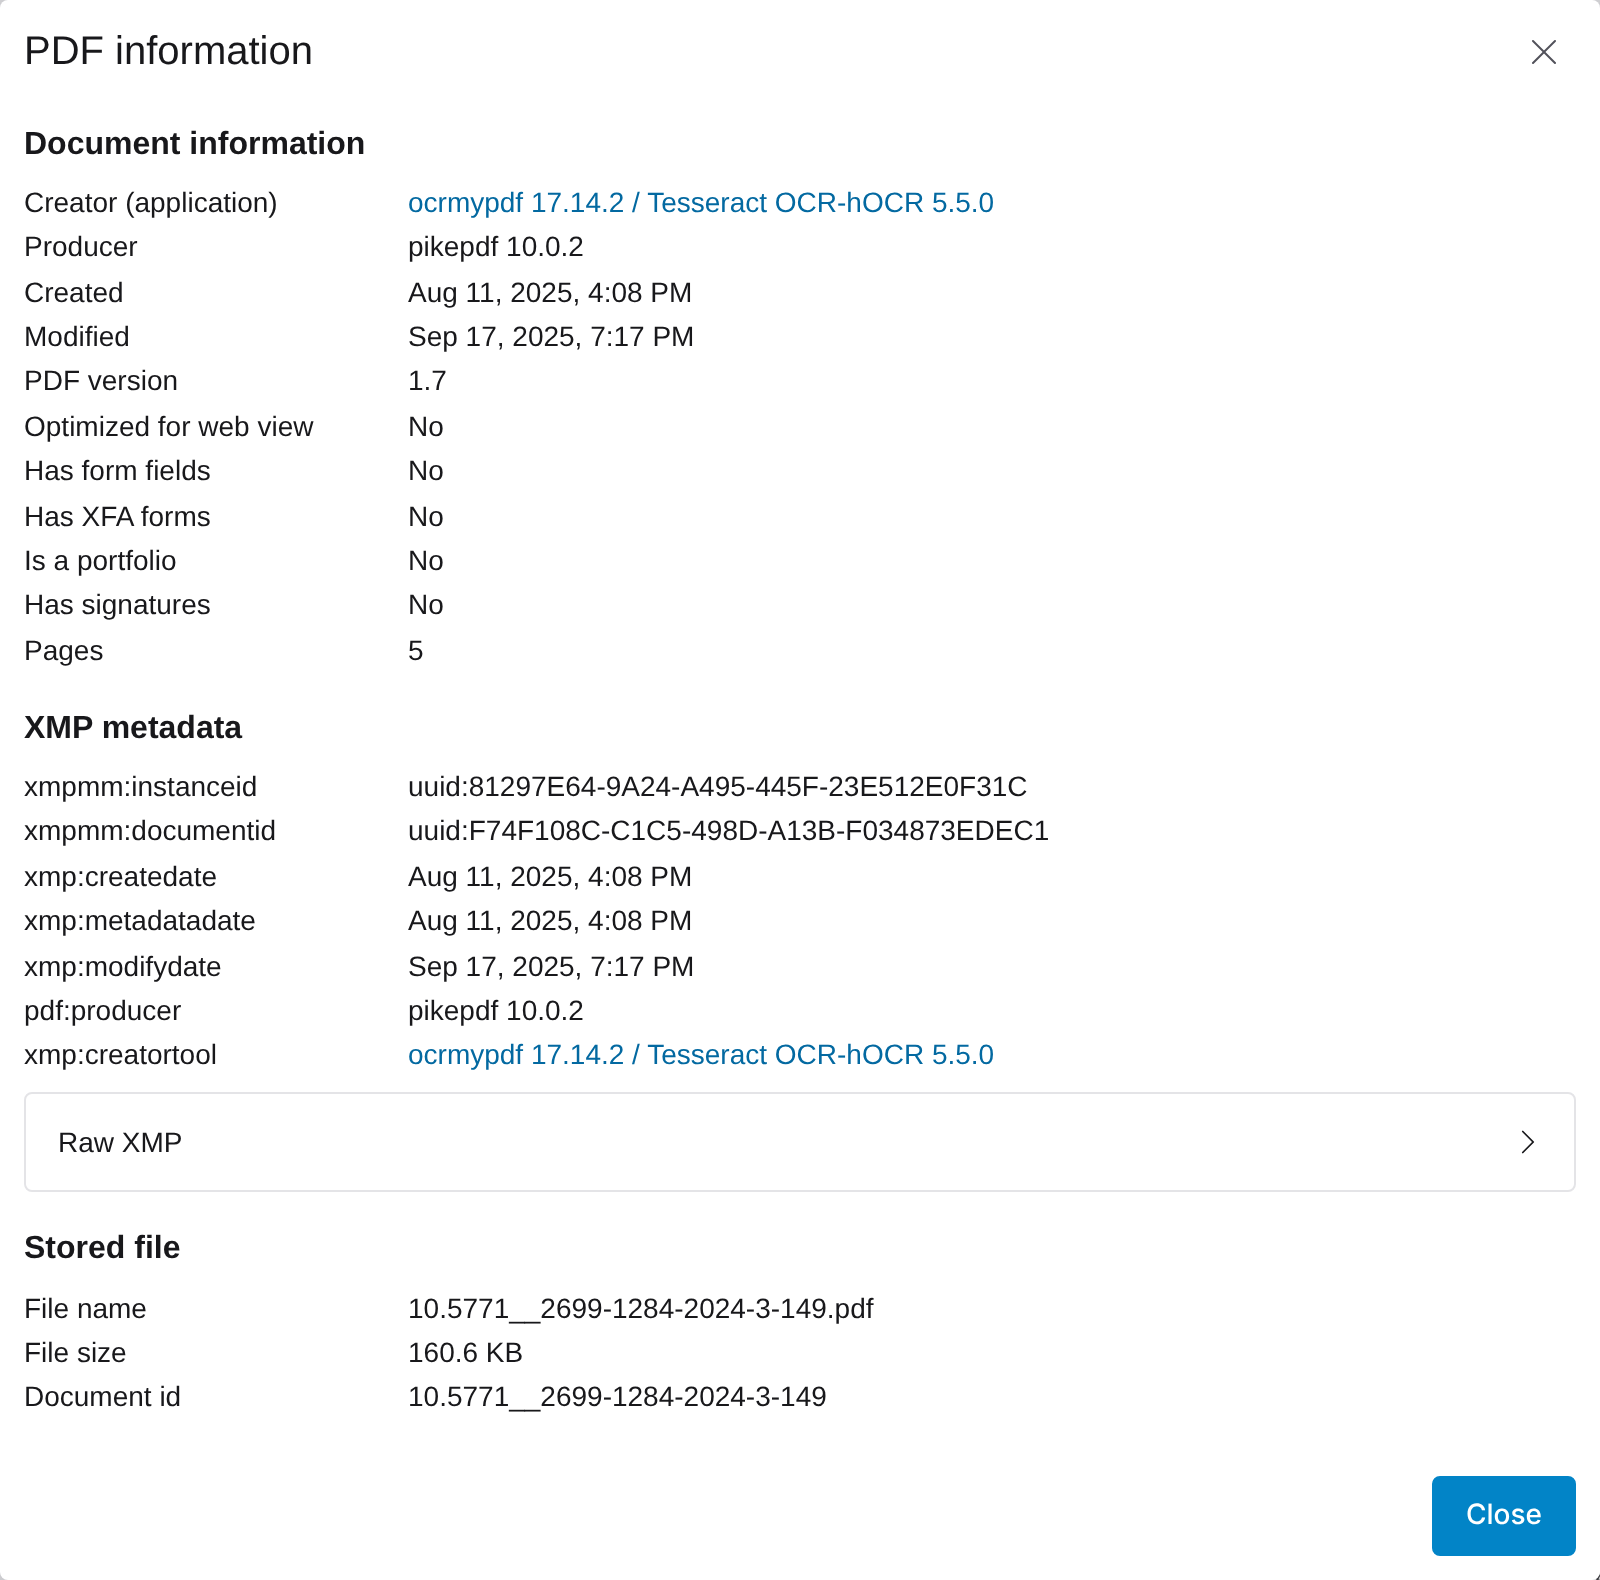 PDF information
Document information
Creator (application) ocrmypdf 17.14.2 / Tesseract OCR-hOCR 5.5.0
Producer pikepdf 10.0.2
Created Aug 11, 2025, 4:08 PM
Modified Sep 17, 2025, 7:17 PM
PDF version 1.7
Optimized for web view No
Has form fields No
Has XFA forms No
Is a portfolio No
Has signatures No
Pages 5
XMP metadata
xmpmm:instanceid uuid:81297E64-9A24-A495-445F-23E512E0F31C
xmpmm:documentid uuid:F74F108C-C1C5-498D-A13B-F034873EDEC1
xmp:createdate Aug 11, 2025, 4:08 PM
xmp:metadatadate Aug 11, 2025, 4:08 PM
xmp:modifydate Sep 17, 2025, 7:17 PM
pdf:producer pikepdf 10.0.2
xmp:creatortool ocrmypdf 17.14.2 / Tesseract OCR-hOCR 5.5.0
Raw XMP
Stored file
File name 10.5771__2699-1284-2024-3-149.pdf
File size 160.6 KB
Document id 10.5771__2699-1284-2024-3-149
Close